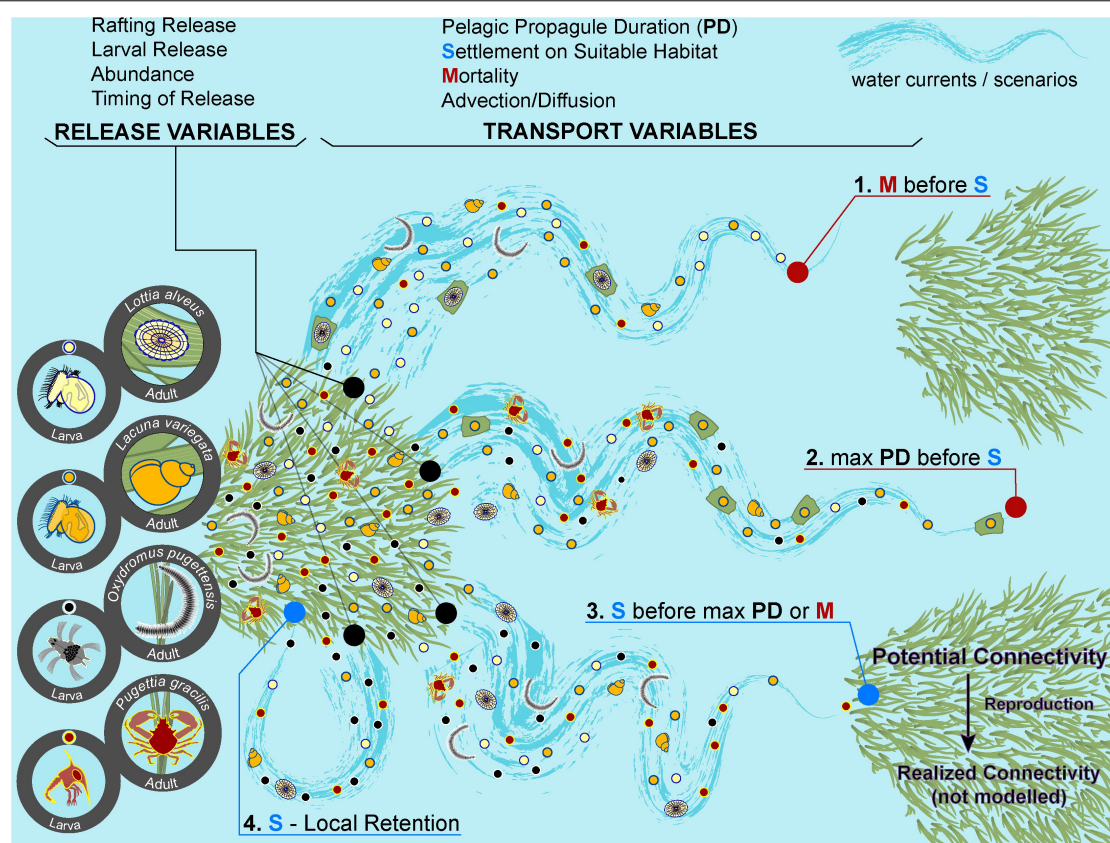 Rafting Release
Larval Release
Abundance
Timing of Release
RELEASE VARIABLES
Pelagic Propagule Duration (PD)
Settlement on Suitable Habitat
Mortality
Advection/Diffusion
TRANSPORT VARIABLES
water currents / scenarios
1. M before S
Lottia alveus
Adult
Larva
Lacuna variegata
Adult
Larva
Oxydromus pugettensis
Adult
Larva
Pugettia gracilis
Adult
Larva
2. max PD before S
3. S before max PD or M
Potential Connectivity
Reproduction
Realized Connectivity
(not modelled)
4. S - Local Retention